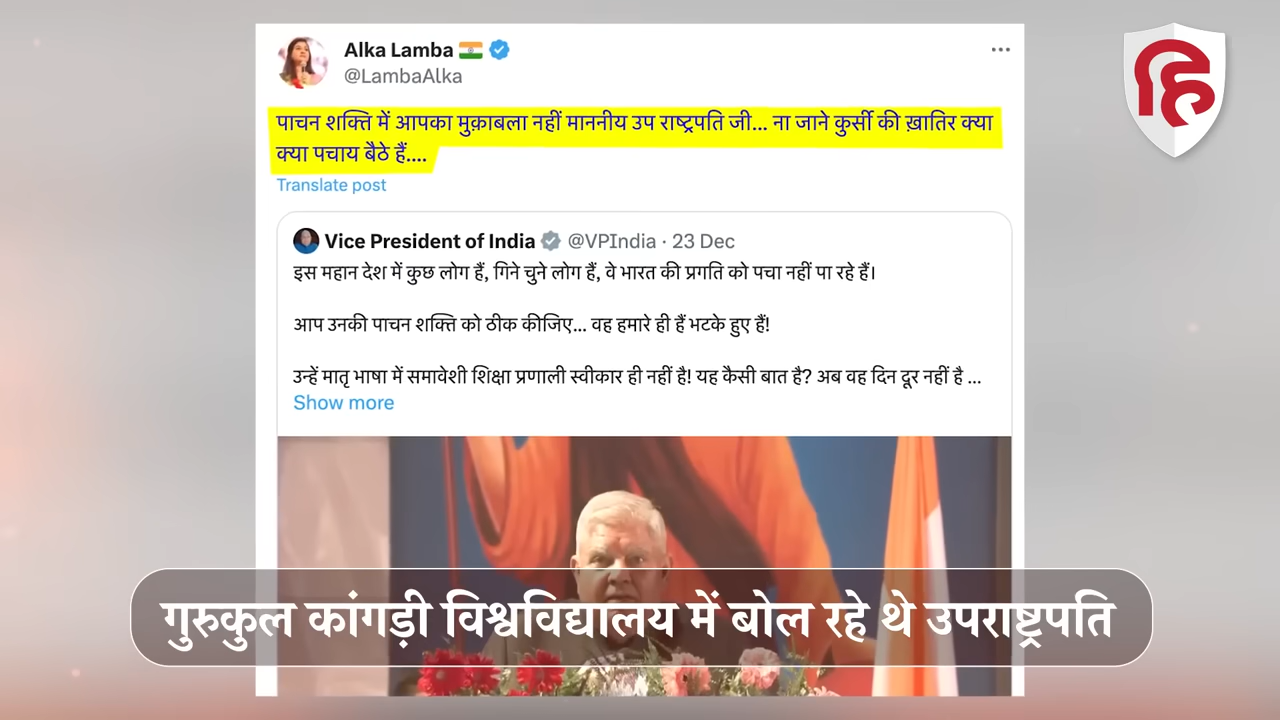 Alka Lamba
@LambaAlka
पाचन शक्ति में आपका मुक़ाबला नहीं माननीय उप राष्ट्रपति जी... ना जाने कुर्सी की ख़ातिर क्या
क्या पचाय बैठे हैं....
Translate post
Vice President of India @VPIndia · 23 Dec
इस महान देश में कुछ लोग हैं, गिने चुने लोग हैं, वे भारत की प्रगति को पचा नहीं पा रहे हैं।
आप उनकी पाचन शक्ति को ठीक कीजिए... वह हमारे ही हैं भटके हुए हैं!
उन्हें मातृ भाषा में समावेशी शिक्षा प्रणाली स्वीकार ही नहीं है! यह कैसी बात है? अब वह दिन दूर नहीं है ...
Show more
गुरुकुल कांगड़ी विश्वविद्यालय में बोल रहे थे उपराष्ट्रपति
हि